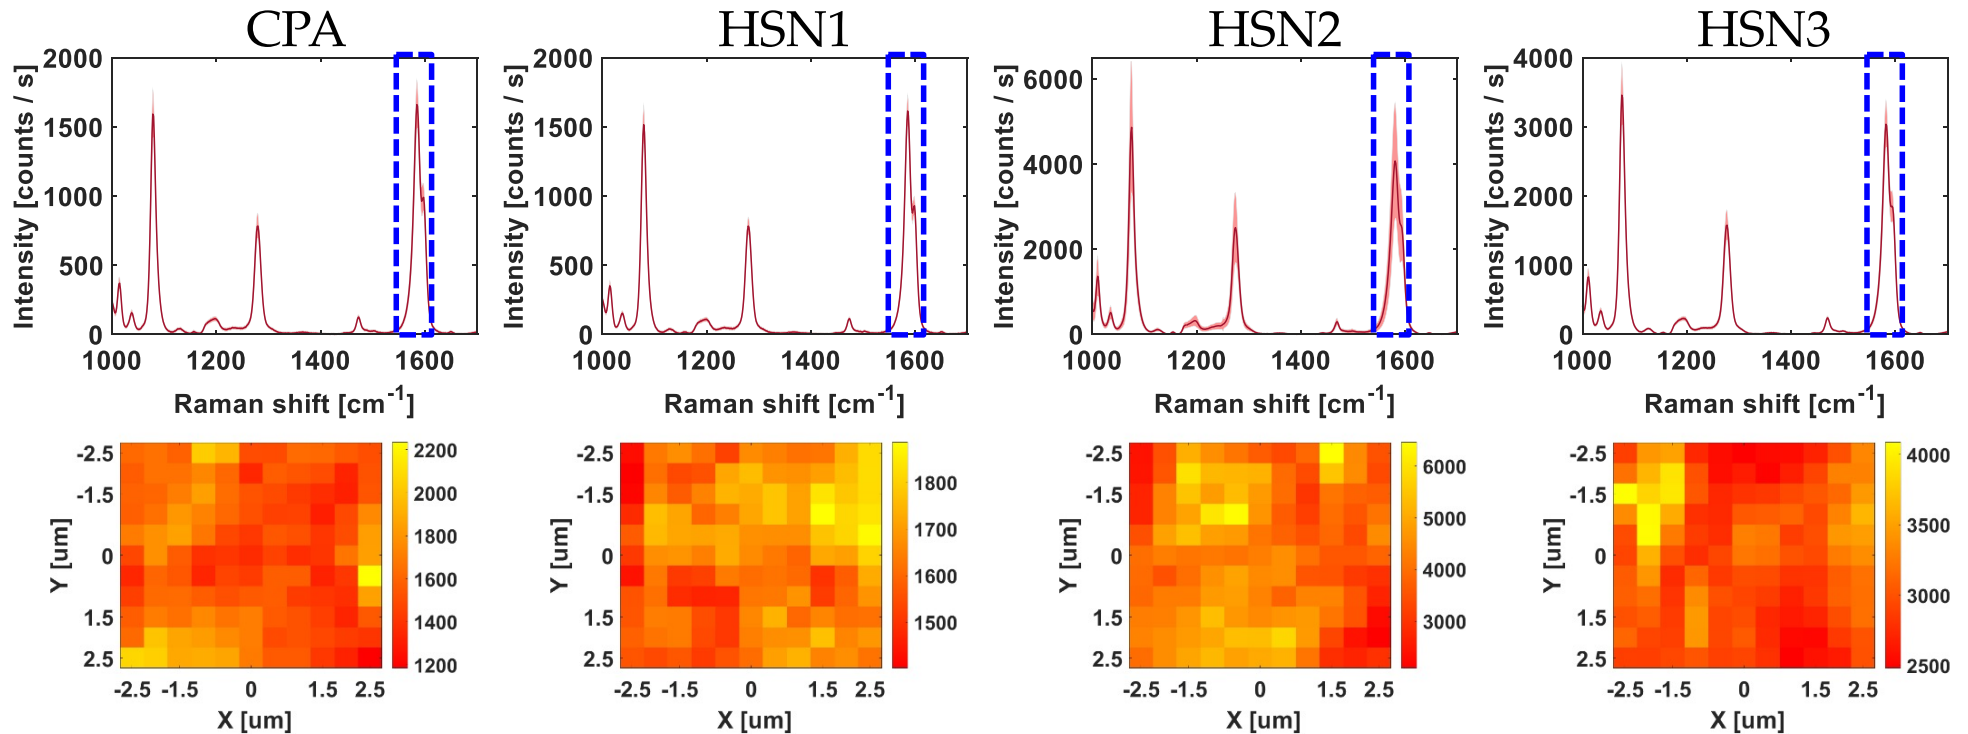 CPA
HSN1
HSN2
HSN3
Intensity [counts / s]
2000
1500
1000
500
0
1000 1200 1400 1600
Raman shift [cm-1]
Intensity [counts / s]
2000
1500
1000
500
0
1000 1200 1400 1600
Raman shift [cm-1]
Intensity [counts / s]
6000
4000
2000
0
1000 1200 1400 1600
Raman shift [cm-1]
Intensity [counts / s]
4000
3000
2000
1000
0
1000 1200 1400 1600
Raman shift [cm-1]
Y [um]
-2.5
-1.5
0
1.5
2.5
-2.5 -1.5 0 1.5 2.5
X [um]
2200
2000
1800
1600
1400
1200
Y [um]
-2.5
-1.5
0
1.5
2.5
-2.5 -1.5 0 1.5 2.5
X [um]
1800
1700
1600
1500
Y [um]
-2.5
-1.5
0
1.5
2.5
-2.5 -1.5 0 1.5 2.5
X [um]
6000
5000
4000
3000
Y [um]
-2.5
-1.5
0
1.5
2.5
-2.5 -1.5 0 1.5 2.5
X [um]
4000
3500
3000
2500